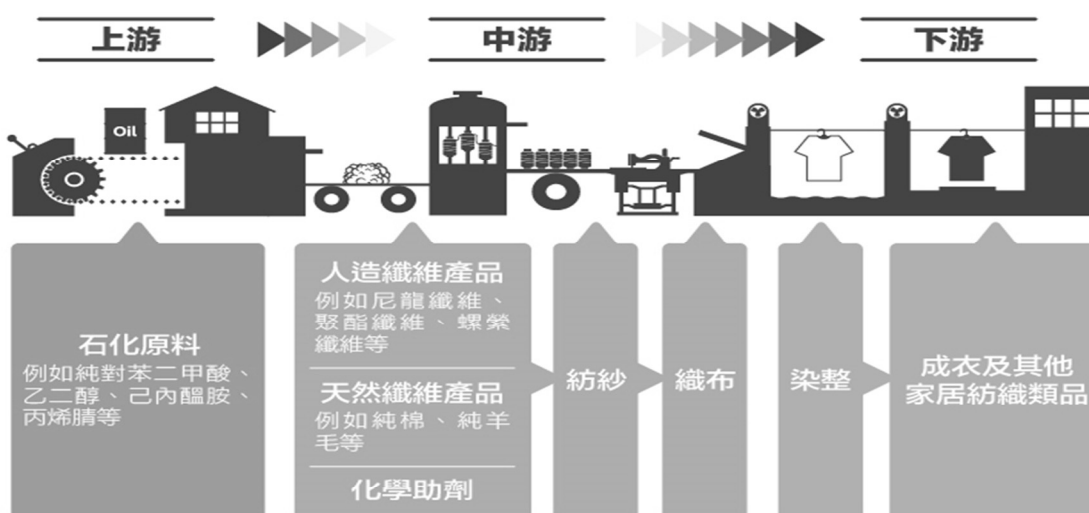 上游
中游
下游
Oil
石化原料
例如純對苯二甲酸、
乙二醇、己內醯胺、
丙烯腈等
人造纖維產品
例如尼龍纖維、
聚酯纖維、螺縈
纖維等
天然纖維產品
例如純棉、純羊
毛等
化學助劑
紡紗
織布
染整
成衣及其他
家居紡織類品